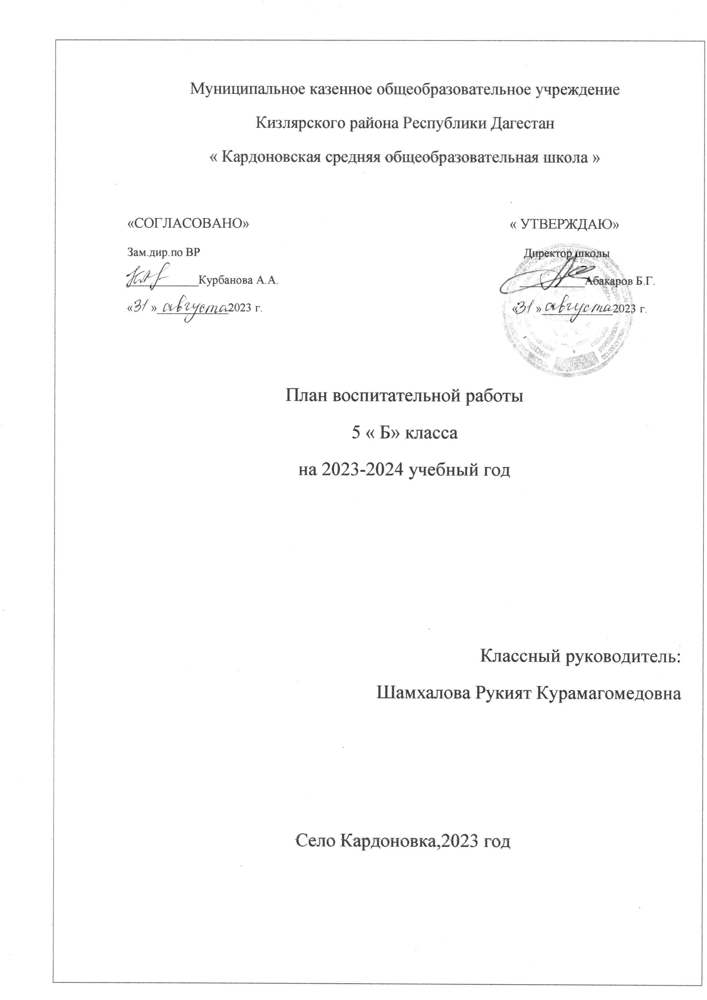 Муниципальное казенное общеобразовательное учреждение
Кизлярского района Республики Дагестан
« Кардоновская средняя общеобразовательная школа »
«СОГЛАСОВАНО»
« УТВЕРЖДАЮ»
Зам.дир.по ВР
Директор школы
Курбанова А.А.
Абакаров Б.Г.
«31 » августа 2023 г.
«31 » августа 2023 г.
План воспитательной работы
5 « Б» класса
на 2023-2024 учебный год
Классный руководитель:
Шамхалова Рукият Курамагомедовна
Село Кардоновка,2023 год